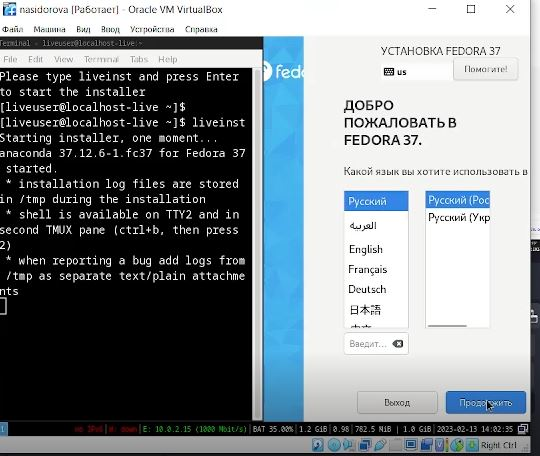 nasidorova [Работает] - Oracle VM VirtualBox
Файл Машина Вид Ввод Устройства Справка
Terminal - liveuser@localhost-live:~
File Edit View Terminal Tabs Help
Please type liveinst and press Enter
to start the installer
[liveuser@localhost-live ~]$
[liveuser@localhost-live ~]$ liveinst
Starting installer, one moment...
anaconda 37.12.6-1.fc37 for Fedora 37
started.
* installation log files are stored
in /tmp during the installation
* shell is available on TTY2 and in
second TMUX pane (ctrl+b, then press
2)
* when reporting a bug add logs from
/tmp as separate text/plain attachme
nts
fedo
УСТАНОВКА FEDORA 37
us
Помогите!
ДОБРО
ПОЖАЛОВАТЬ В
FEDORA 37.
Какой язык вы хотите использовать в
Русский
العربية
English
Français
Deutsch
日本語
Русский (Рос
Русский (Укр
Введит...
Выход
Продолжить
1
no IPv6 W: down E: 10.0.2.15 (1000 Mbit/s) BAT 35.00% 1.2 GiB 0.98 782.5 MiB 1.0 GiB 2023-02-13 14:02:35
Right Ctrl